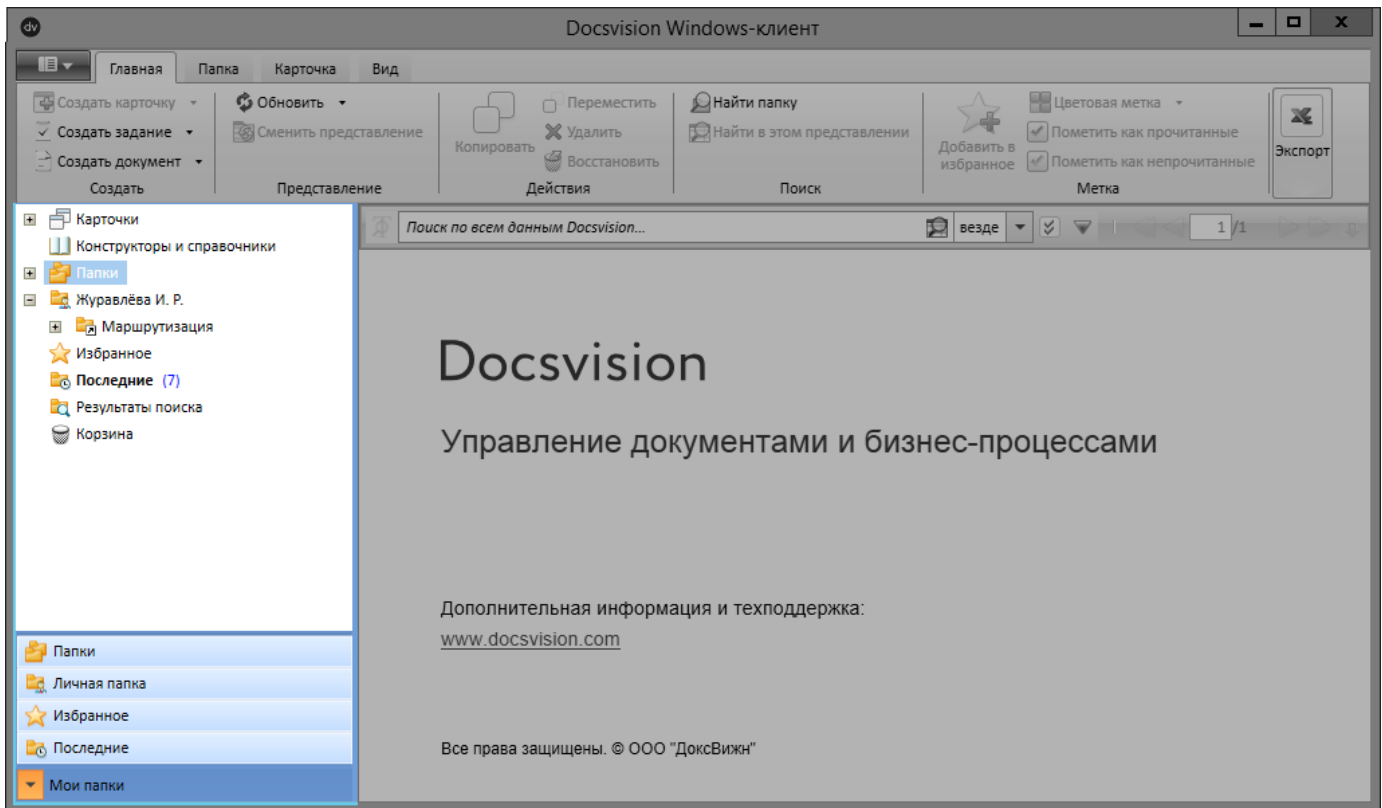 dv
Docsvision Windows-клиент
Главная Папка Карточка Вид
Создать карточку Обновить Копировать Переместить Найти папку Добавить в избранное Цветовая метка Экспорт
Создать задание Сменить представление Удалить Найти в этом представлении Пометить как прочитанные
Создать документ Восстановить Пометить как непрочитанные
Создать Представление Действия Поиск Метка
Карточки
Конструкторы и справочники
Папки
Журавлёва И. Р.
Маршрутизация
Избранное
Последние (7)
Результаты поиска
Корзина
Папки
Личная папка
Избранное
Последние
Мои папки
Поиск по всем данным Docsvision... везде 1 /1
Docsvision
Управление документами и бизнес-процессами
Дополнительная информация и техподдержка:
www.docsvision.com
Все права защищены. © ООО "ДоксВижн"